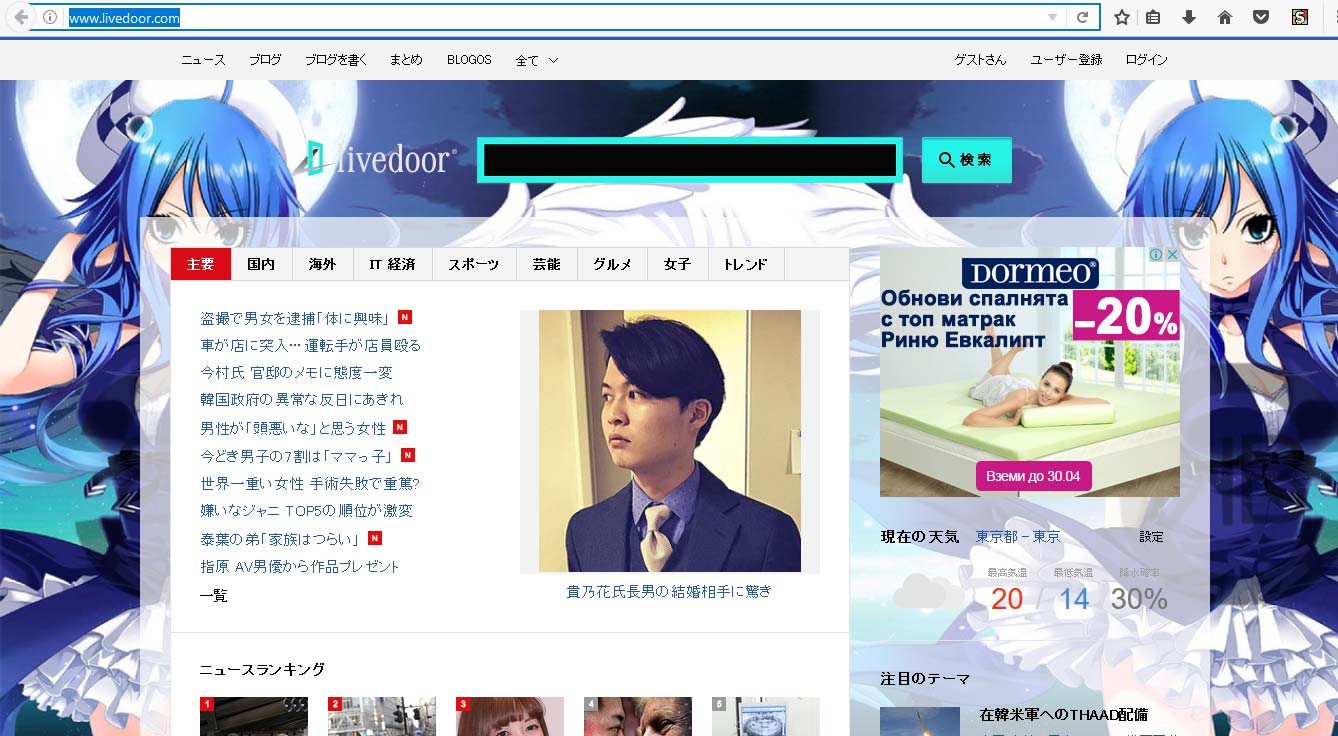 www.livedoor.com
ニュース ブログ ブログを書く まとめ BLOGOS 全て ゲストさん ユーザー登録 ログイン
livedoor®
検索
主要 国内 海外 IT 経済 スポーツ 芸能 グルメ 女子 トレンド
盗撮で男女を逮捕「体に興味」 N
車が店に突入… 運転手が店員殴る
今村氏 官邸のメモに態度一変
韓国政府の異常な反日にあきれ
男性が「頭悪いな」と思う女性 N
今どき男子の7割は「ママっ子」 N
世界一重い女性 手術失敗で重篤?
嫌いなジャニ TOP5の順位が激変
泰葉の弟「家族はつらい」 N
指原 AV男優から作品プレゼント
一覧
貴乃花氏長男の結婚相手に驚き
DORMEO®
Обнови спалнята
с топ матрак
Риню Евкалипт
–20%
Вземи до 30.04
現在の天気 東京都 – 東京 設定
最高気温 最低気温 降水確率
20 / 14 30%
ニュースランキング
1 2 3 4 5
注目のテーマ
在韓米軍へのTHAAD配備